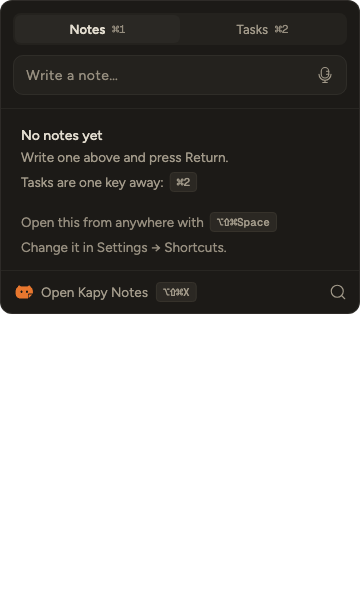 Notes ⌘1 Tasks ⌘2
Write a note...
No notes yet
Write one above and press Return.
Tasks are one key away: ⌘2
Open this from anywhere with ⌥⇧⌘Space
Change it in Settings → Shortcuts.
Open Kapy Notes ⌥⇧⌘X